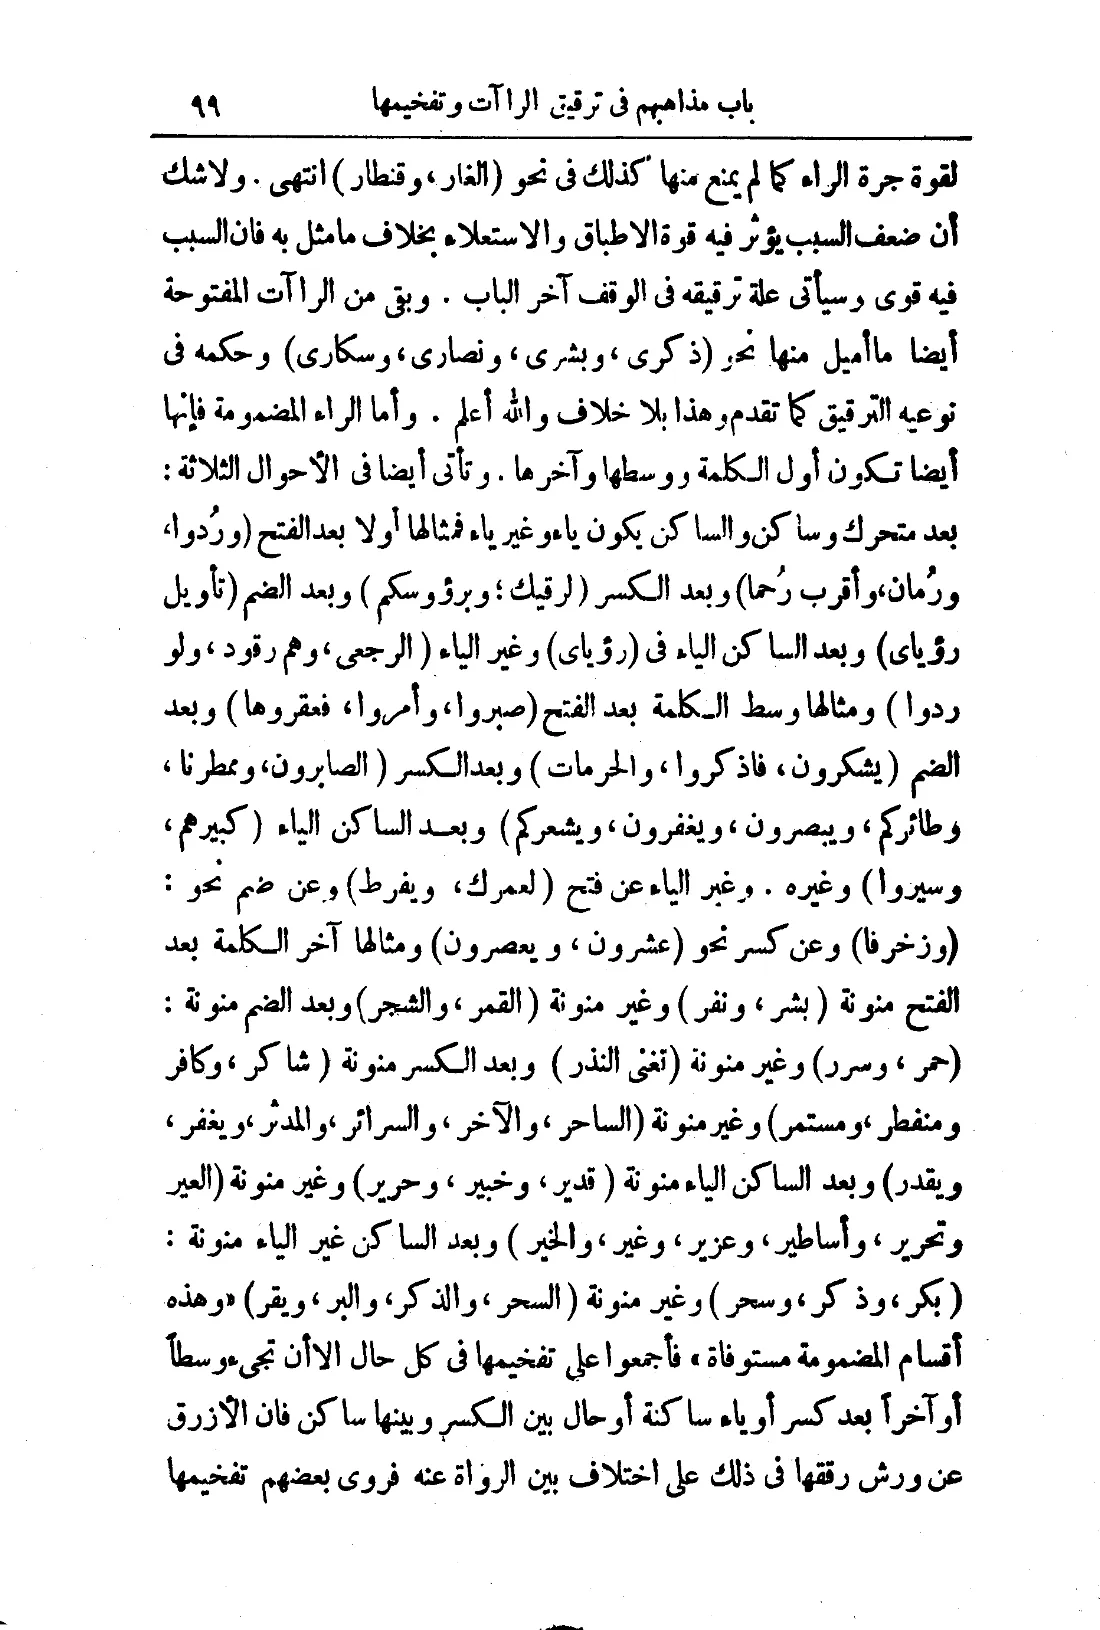 باب مذاهبهم فى ترقيق الراآت وتفخيمها ٩٩
لقوة جرة الراء كما لم يمنع منها كذلك فى نحو (الغار، وقنطار) انتهى. ولاشك
أن ضعف السبب يؤثر فيه قوة الاطباق والاستعلاء بخلاف مامثل به فان السبب
فيه قوى وسيأتى علة ترقيقه فى الوقف آخر الباب. وبقى من الراآت المفتوحة
أيضا ماأميل منها نحو (ذكرى، وبشرى، ونصارى، وسكارى) وحكمه فى
نوعيه الترقيق كما تقدم وهذا بلا خلاف والله أعلم. وأما الراء المضمومة فإنها
أيضا تكون أول الكلمة ووسطها وآخرها. وتأتى أيضا فى الأحوال الثلاثة:
بعد متحرك وساكن والساكن يكون ياء وغير ياء فمثالها أولا بعد الفتح (ورُدوا،
ورُمان، وأقرب رُحما) وبعد الكسر (لرقيك؛ وبرؤوسكم) وبعد الضم (تأويل
رؤياى) وبعد الساكن الياء فى (رؤياى) وغير الياء (الرجعى، وهم رقود، ولو
ردوا) ومثالها وسط الكلمة بعد الفتح (صبروا، وأمروا، فعقروها) وبعد
الضم (يشكرون، فاذكروا، والحرمات) وبعد الكسر (الصابرون، وممطرنا،
وطائركم، ويبصرون، ويغفرون، ويشعركم) وبعد الساكن الياء (كبيرهم،
وسيروا) وغيره. وغير الياء عن فتح (لعمرك، ويفرط) وعن ضم نحو:
(وزخرفا) وعن كسر نحو (عشرون، ويعصرون) ومثالها آخر الكلمة بعد
الفتح منونة (بشر، ونفر) وغير منونة (القمر، والشجر) وبعد الضم منونة:
(حمر، وسرر) وغير منونة (تغنى النذر) وبعد الكسر منونة (شاكر، وكافر
ومنفطر، ومستمر) وغير منونة (الساحر، والآخر، والسرائر، والمدثر، ويغفر،
ويقدر) وبعد الساكن الياء منونة (قدير، وخبير، وحرير) وغير منونة (العير
وتحرير، وأساطير، وعزير، وغير، والخير) وبعد الساكن غير الياء منونة:
(بكر، وذكر، وسحر) وغير منونة (السحر، والذكر، والبر، ويقر) «وهذه
أقسام المضمومة مستوفاة» فأجمعوا على تفخيمها فى كل حال الا أن تجىء وسطاً
أو آخراً بعد كسر أو ياء ساكنة أو حال بين الكسر وبينها ساكن فان الأزرق
عن ورش رققها فى ذلك على اختلاف بين الرواة عنه فروى بعضهم تفخيمها